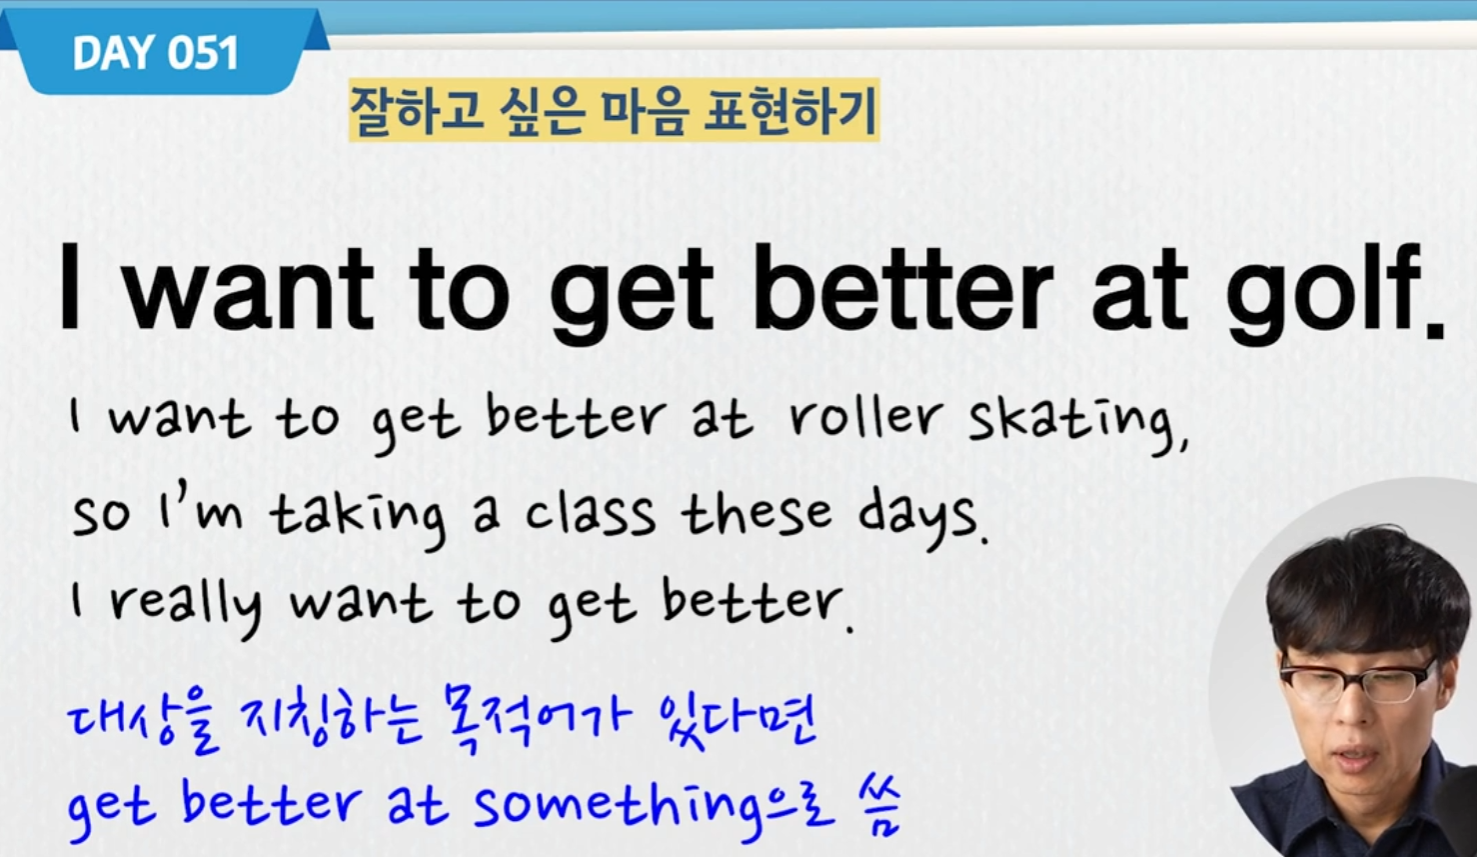 DAY 051
잘하고 싶은 마음 표현하기
I want to get better at golf.
I want to get better at roller skating,
so I'm taking a class these days.
I really want to get better.
대상을 지칭하는 목적어가 있다면
get better at something으로 씀